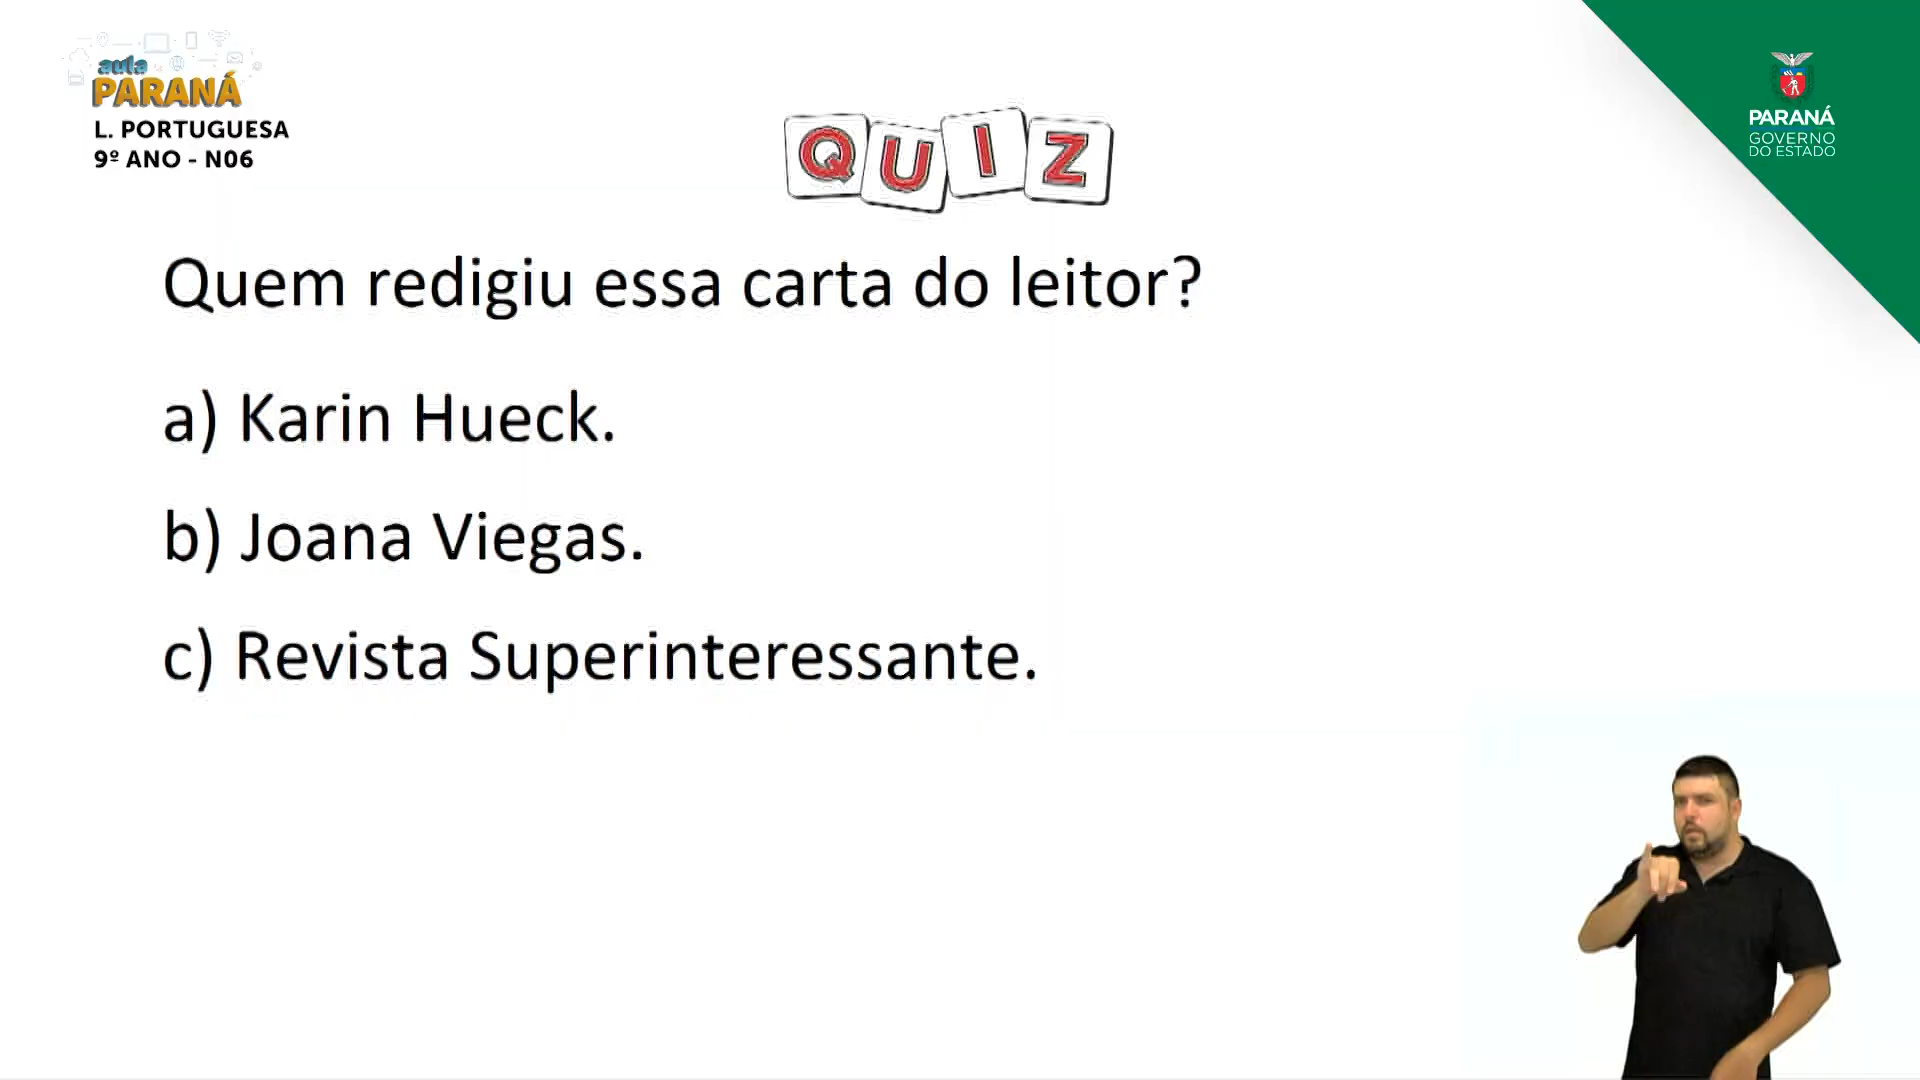 aula
PARANÁ
L. PORTUGUESA
9º ANO - N06
QUIZ
PARANÁ
GOVERNO
DO ESTADO
Quem redigiu essa carta do leitor?
a) Karin Hueck.
b) Joana Viegas.
c) Revista Superinteressante.